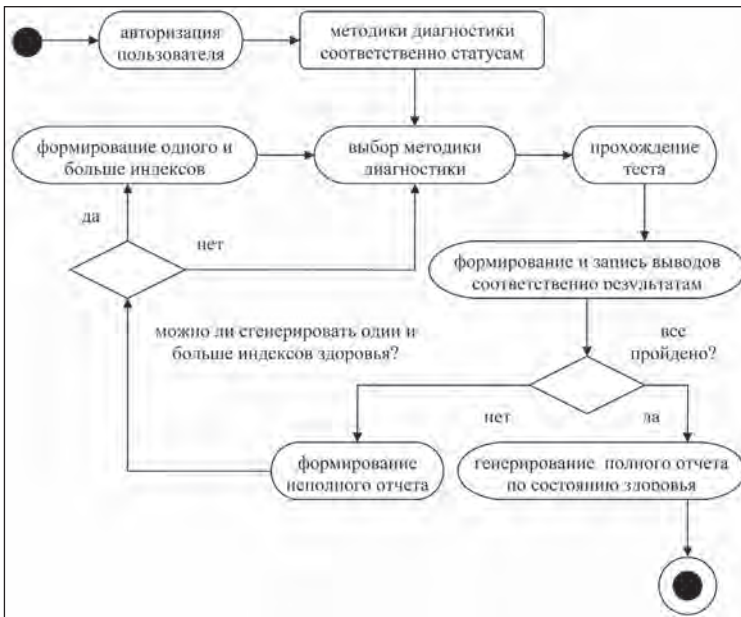 авторизация
пользователя
методики диагностики
соответственно статусам
формирование одного и
больше индексов
выбор методики
диагностики
прохождение
теста
да
нет
формирование и запись выводов
соответственно результатам
можно ли сгенерировать один и
больше индексов здоровья?
все
пройдено?
нет
да
формирование
неполного отчета
генерирование полного отчета
по состоянию здоровья